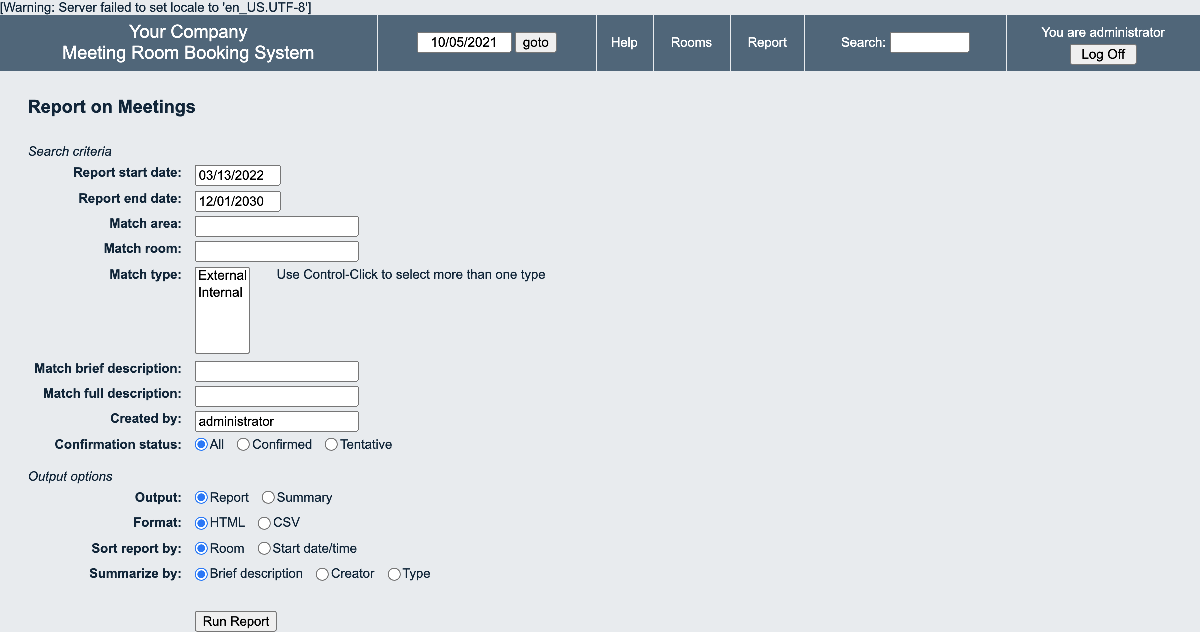 [Warning: Server failed to set locale to 'en_US.UTF-8']
Your Company
Meeting Room Booking System
10/05/2021 goto
Help
Rooms
Report
Search:
You are administrator
Log Off
Report on Meetings
Search criteria
Report start date: 03/13/2022
Report end date: 12/01/2030
Match area:
Match room:
Match type: External Use Control-Click to select more than one type
Internal
Match brief description:
Match full description:
Created by: administrator
Confirmation status: All Confirmed Tentative
Output options
Output: Report Summary
Format: HTML CSV
Sort report by: Room Start date/time
Summarize by: Brief description Creator Type
Run Report